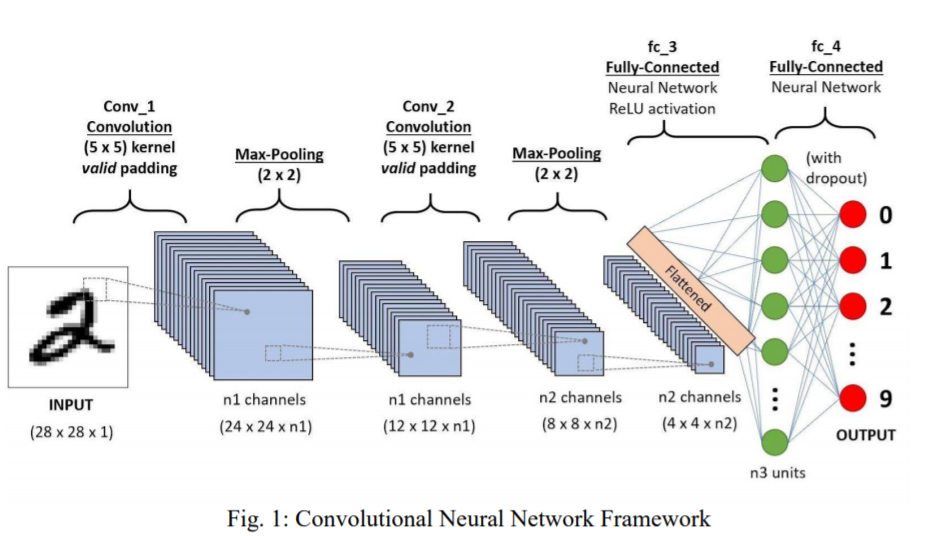 Conv_1
Convolution
(5 x 5) kernel
valid padding
Max-Pooling
(2 x 2)
Conv_2
Convolution
(5 x 5) kernel
valid padding
Max-Pooling
(2 x 2)
fc_3
Fully-Connected
Neural Network
ReLU activation
fc_4
Fully-Connected
Neural Network
(with
dropout)
2
INPUT
(28 x 28 x 1)
n1 channels
(24 x 24 x n1)
n1 channels
(12 x 12 x n1)
n2 channels
(8 x 8 x n2)
n2 channels
(4 x 4 x n2)
Flattened
n3 units
0
1
2
9
OUTPUT
Fig. 1: Convolutional Neural Network Framework